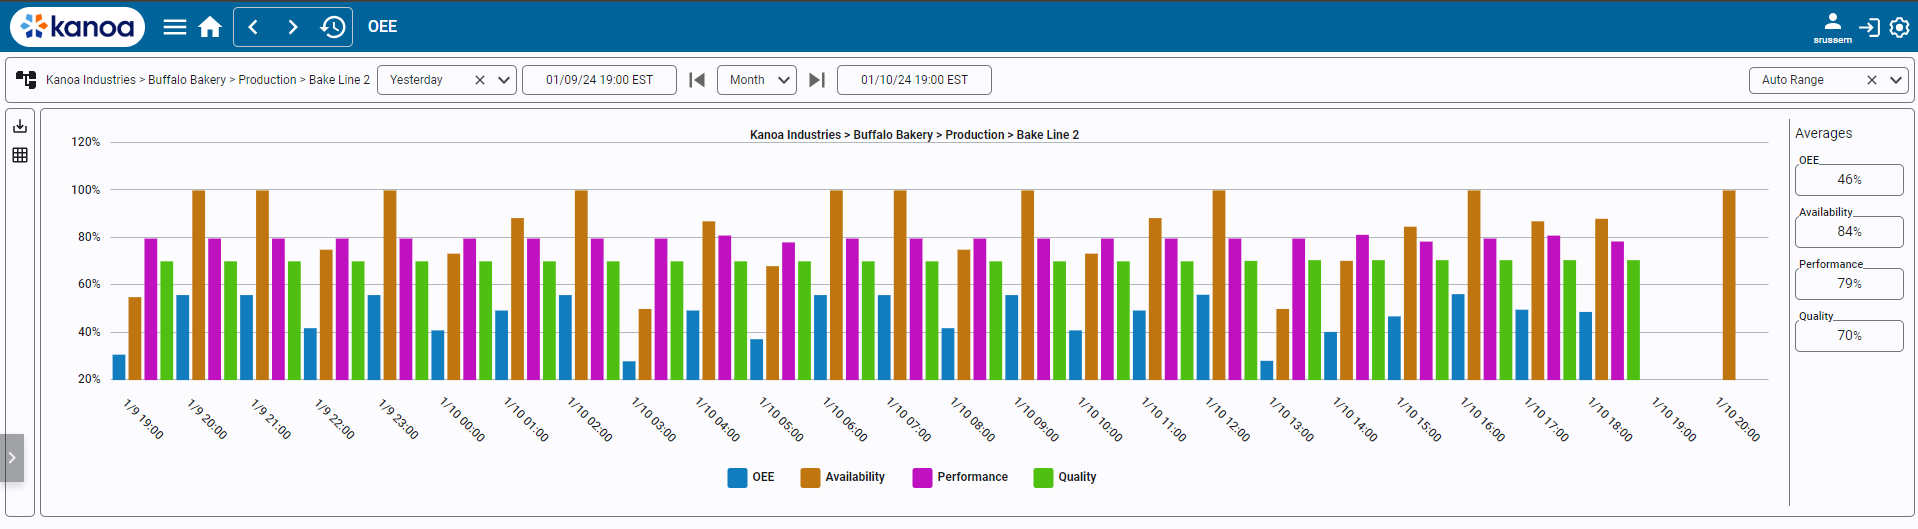 kanoa
OEE
srussem
Kanoa Industries > Buffalo Bakery > Production > Bake Line 2
Yesterday
01/09/24 19:00 EST
Month
01/10/24 19:00 EST
Auto Range
Kanoa Industries > Buffalo Bakery > Production > Bake Line 2
120%
100%
80%
60%
40%
20%
1/9 19:00
1/9 20:00
1/9 21:00
1/9 22:00
1/9 23:00
1/10 00:00
1/10 01:00
1/10 02:00
1/10 03:00
1/10 04:00
1/10 05:00
1/10 06:00
1/10 07:00
1/10 08:00
1/10 09:00
1/10 10:00
1/10 11:00
1/10 12:00
1/10 13:00
1/10 14:00
1/10 15:00
1/10 16:00
1/10 17:00
1/10 18:00
1/10 19:00
1/10 20:00
OEE
Availability
Performance
Quality
Averages
OEE
46%
Availability
84%
Performance
79%
Quality
70%